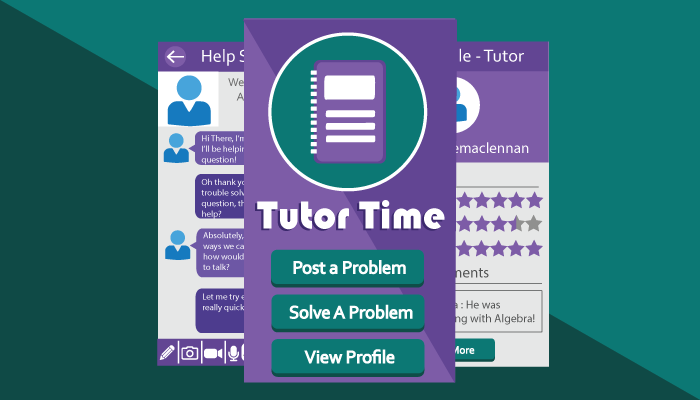 Help S
We
A
Hi There, I'm
I'll be helpin
question!
Oh thank yo
trouble solv
question, th
help?
Absolutely,
ways we ca
how would
to talk?
Let me try e
really quick
Tutor Time
Post a Problem
Solve A Problem
View Profile
le - Tutor
emaclennan
ments
a : He was
ng with Algebra!
More